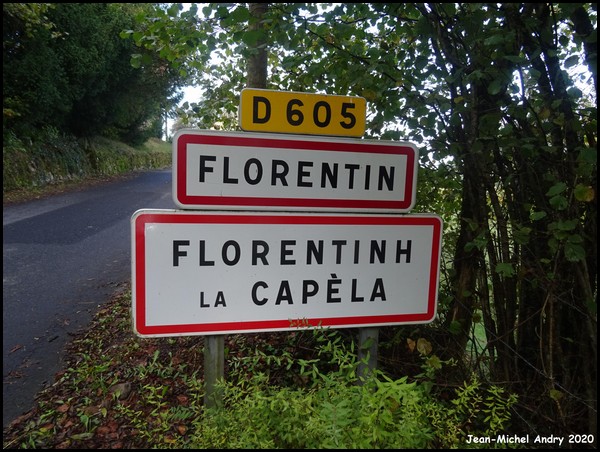 D 605
FLORENTIN
FLORENTINH
LA CAPÈLA
Jean-Michel Andry 2020